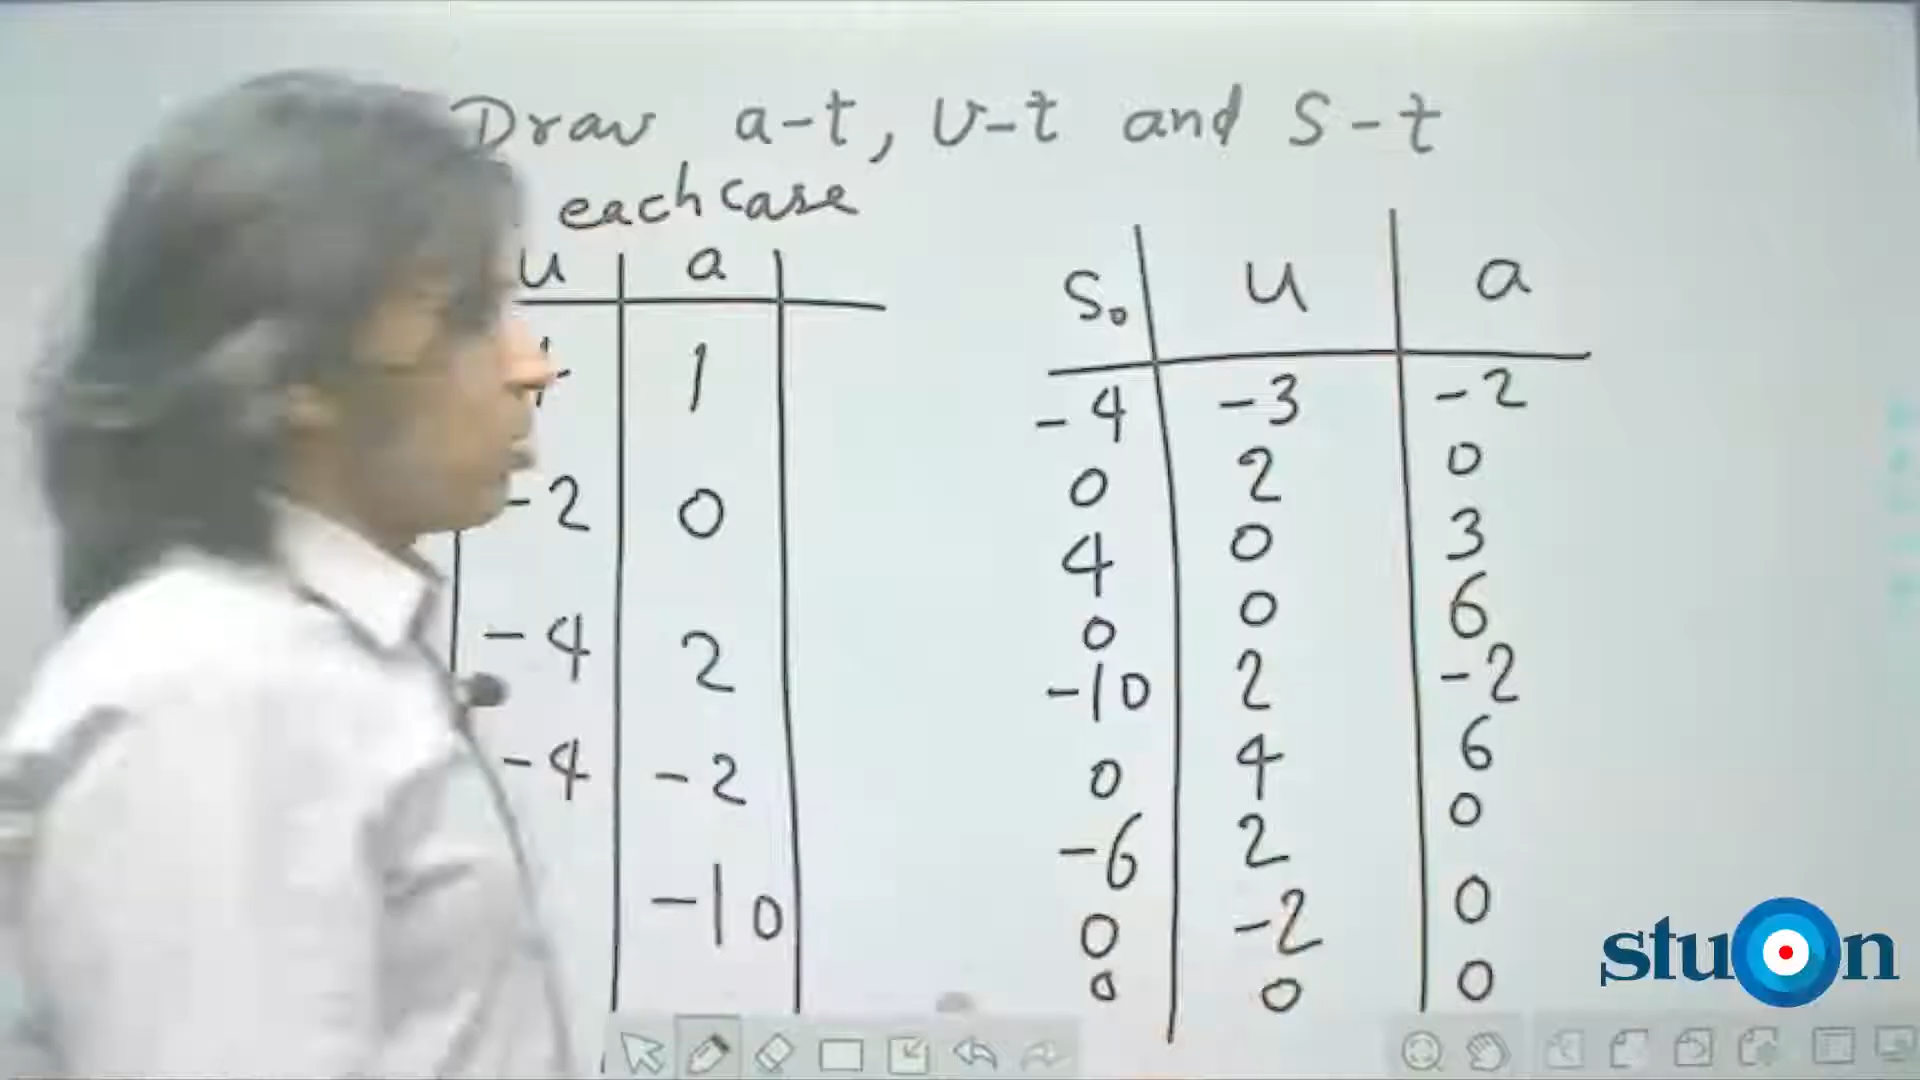 Draw a-t, v-t and s-t
each case
u a
1
-2 0
-4 2
-4 -2
-10
S₀ u a
-4 -3 -2
0 2 0
4 0 3
0 0 6
-10 2 -2
0 4 6
-6 2 0
0 -2 0
0 0 0
stuon